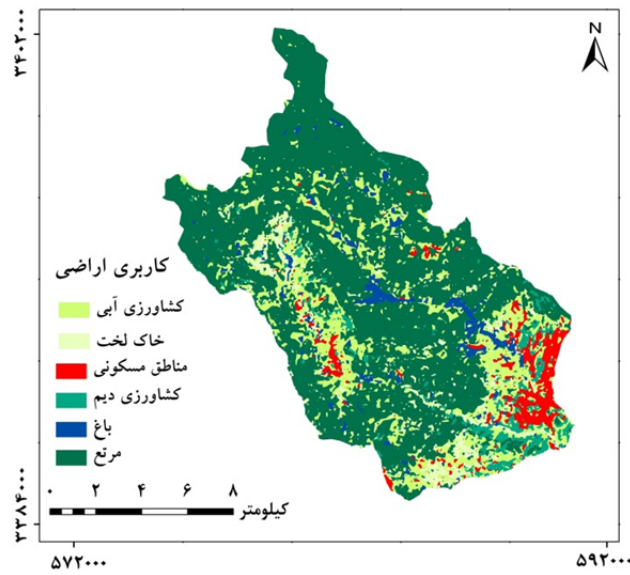 N
۳۴۰۲۰۰۰
کاربری اراضی
کشاورزی آبی
خاک لخت
مناطق مسکونی
کشاورزی دیم
باغ
مرتع
۰ ۲ ۴ ۶ ۸
کیلومتر
۳۳۸۴۰۰۰
۵۷۲۰۰۰ ۵۹۲۰۰۰